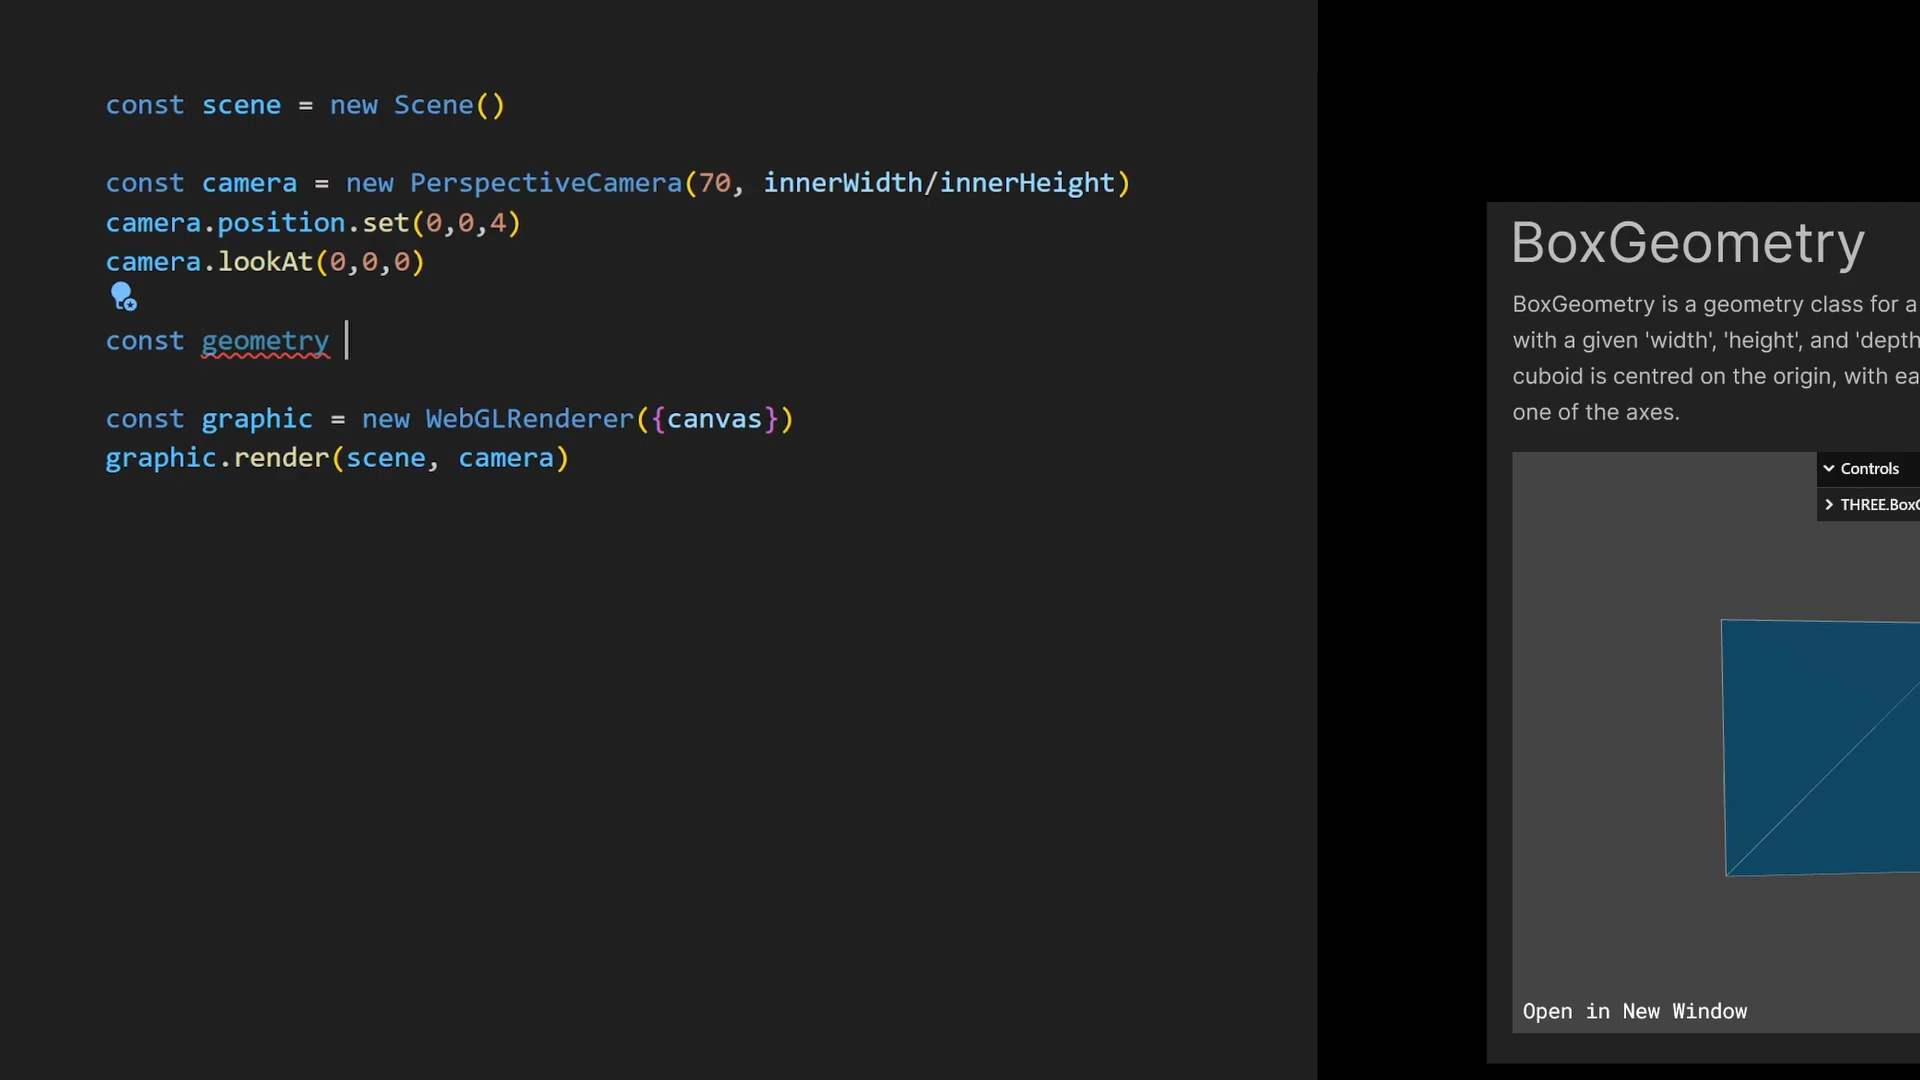 const scene = new Scene()
const camera = new PerspectiveCamera(70, innerWidth/innerHeight)
camera.position.set(0,0,4)
camera.lookAt(0,0,0)
const geometry
const graphic = new WebGLRenderer({canvas})
graphic.render(scene, camera)
BoxGeometry
BoxGeometry is a geometry class for a
with a given 'width', 'height', and 'depth
cuboid is centred on the origin, with ea
one of the axes.
Controls
THREE.Box
Open in New Window